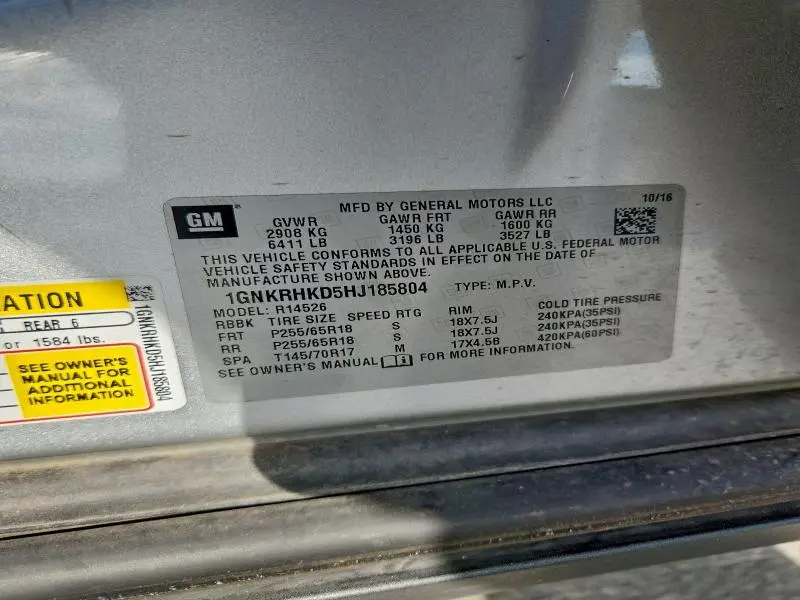 GM
MFD BY GENERAL MOTORS LLC
10/16
GVWR GAWR FRT GAWR RR
2908 KG 1450 KG 1600 KG
6411 LB 3196 LB 3527 LB
THIS VEHICLE CONFORMS TO ALL APPLICABLE U.S. FEDERAL MOTOR
VEHICLE SAFETY STANDARDS IN EFFECT ON THE DATE OF
MANUFACTURE SHOWN ABOVE.
1GNKRHKD5HJ185804 TYPE: M.P.V.
MODEL: R14526
RBBK TIRE SIZE SPEED RTG RIM COLD TIRE PRESSURE
FRT P255/65R18 S 18X7.5J 240KPA(35PSI)
RR P255/65R18 S 18X7.5J 240KPA(35PSI)
SPA T145/70R17 M 17X4.5B 420KPA(60PSI)
SEE OWNER'S MANUAL FOR MORE INFORMATION.
ATION
REAR 6
or 1584 lbs.
SEE OWNER'S
MANUAL FOR
ADDITIONAL
INFORMATION
1GNKRHKD5HJ185804